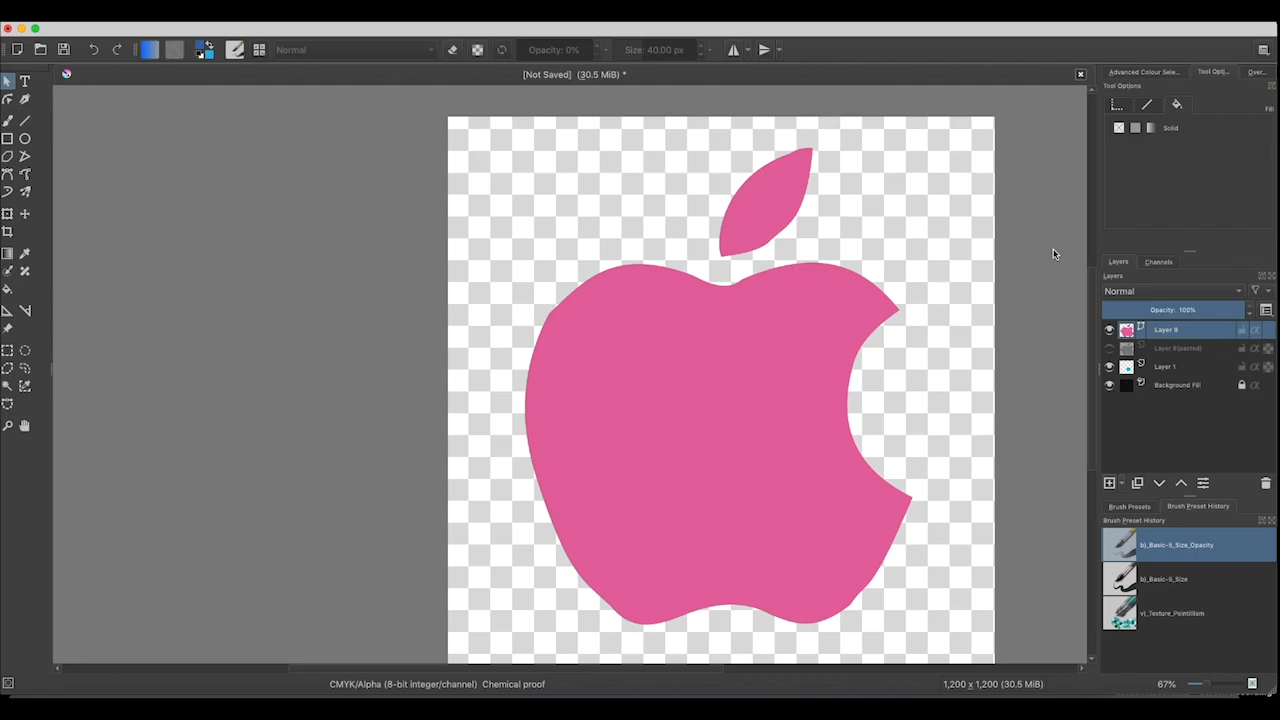 Normal
Opacity: 0%
Size: 40.00 px
[Not Saved] (30.5 MiB) *
Advanced Colour Sele...
Tool Opti...
Over...
Tool Options
Fill
Solid
Layers
Channels
Layers
Normal
Opacity: 100%
Layer 9
Layer 8(pasted)
Layer 1
Background Fill
Brush Presets
Brush Preset History
Brush Preset History
b)_Basic-5_Size_Opacity
b)_Basic-5_Size
v)_Texture_Pointillism
CMYK/Alpha (8-bit integer/channel) Chemical proof
1,200 x 1,200 (30.5 MiB)
67%